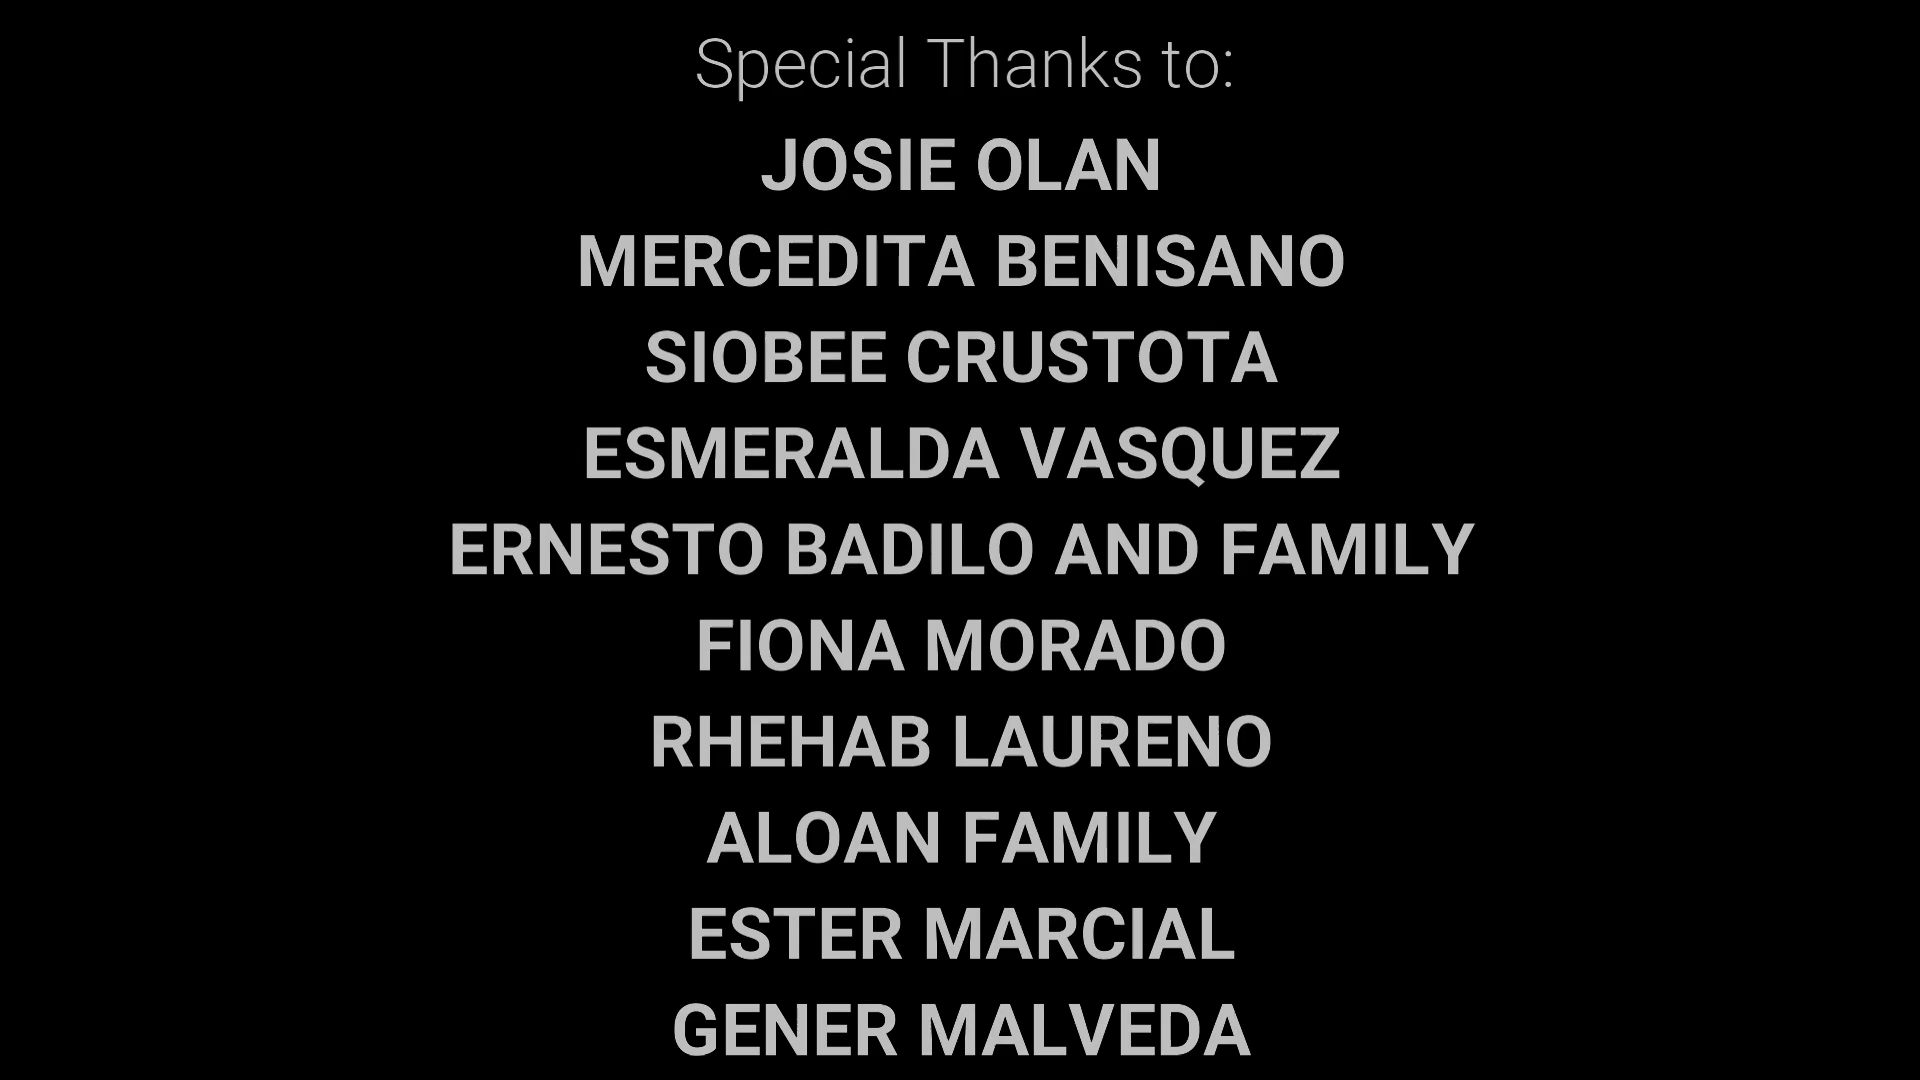 Special Thanks to:
JOSIE OLAN
MERCEDITA BENISANO
SIOBEE CRUSTOTA
ESMERALDA VASQUEZ
ERNESTO BADILO AND FAMILY
FIONA MORADO
RHEHAB LAURENO
ALOAN FAMILY
ESTER MARCIAL
GENER MALVEDA